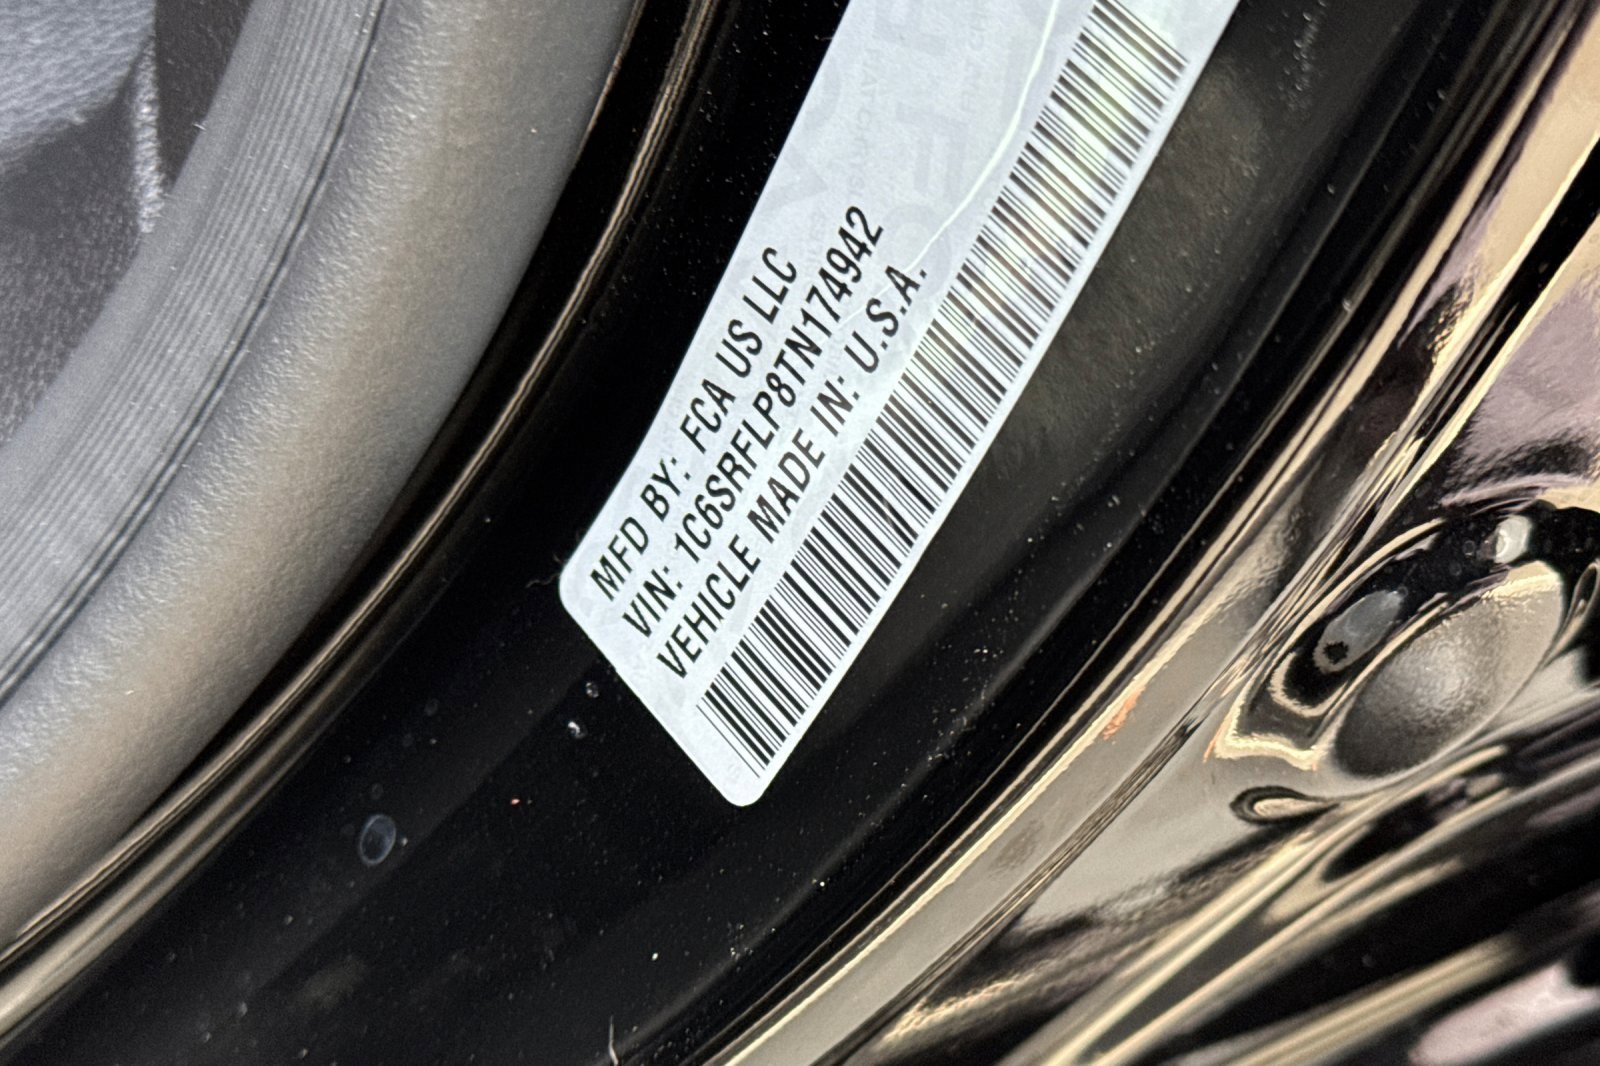 MFD BY: FCA US LLC
VIN: 1C6SRFLP8TN174942
VEHICLE MADE IN: U.S.A.